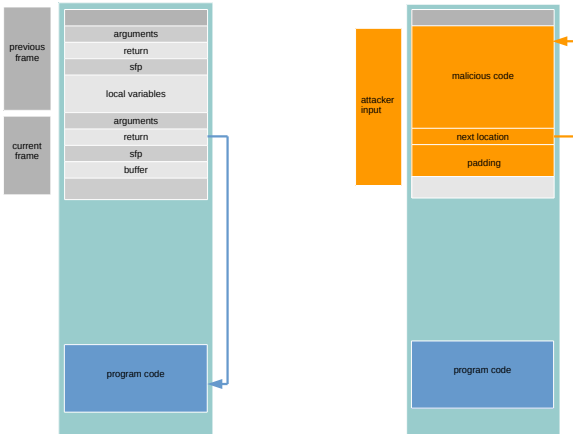 previous
frame
arguments
return
sfp
local variables
arguments
return
sfp
buffer
current
frame
program code
attacker
input
malicious code
next location
padding
program code